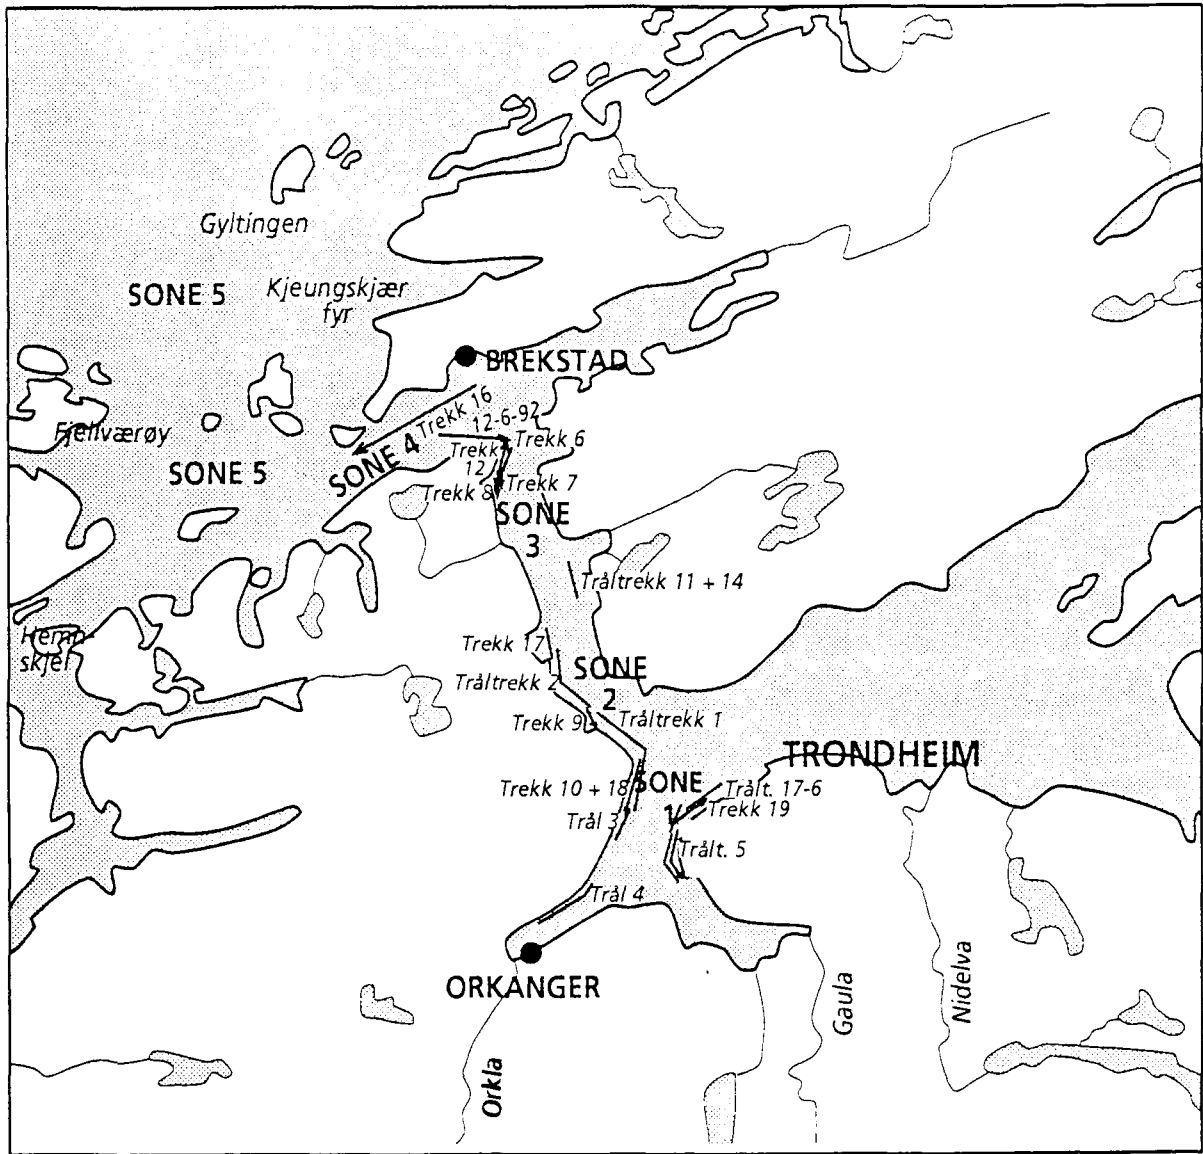 Gyltingen
SONE 5
Kjeungskjær
fyr
BREKSTAD
Trekk 16
12-6-92
Fjellværøy
SONE 5
SONE 4
Trekk 6
Trekk
12
Trekk 7
Trekk 8
SONE
3
Tråltrekk 11 + 14
Hemn-
skjel
Trekk 17
SONE
2
Tråltrekk 2
Trekk 9
Tråltrekk 1
TRONDHEIM
Trekk 10 + 18
SONE
1
Trålt. 17-6
Trekk 19
Trål 3
Trålt. 5
Trål 4
ORKANGER
Orkla
Gaula
Nidelva